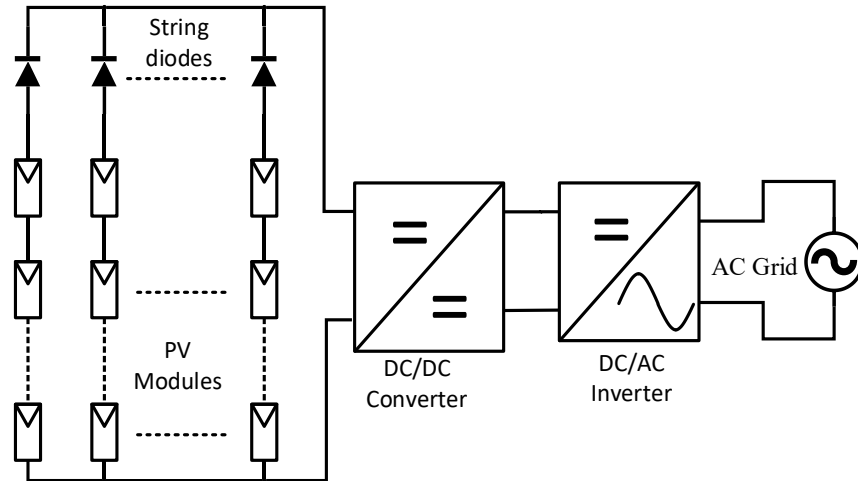 String
diodes
PV
Modules
DC/DC
Converter
DC/AC
Inverter
AC Grid